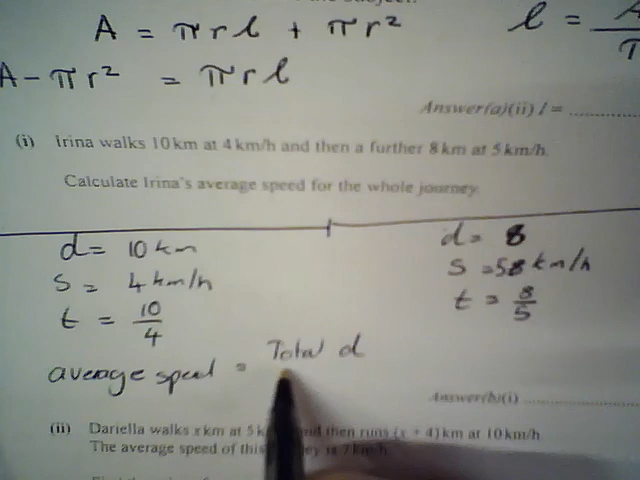 the subject.
A = πrl + πr²
l = A
A - πr² = πrl
Answer(a)(ii) l = ..............
(i) Irina walks 10 km at 4 km/h and then a further 8 km at 5 km/h.
Calculate Irina's average speed for the whole journey.
d = 10 km
s = 4 km/h
t = 10/4
d = 8
s = 58 km/h
t = 8/5
average speed = Total d
Answer(b)(i) ..............
(ii) Dariella walks x km at 5 and then runs (x + 4) km at 10 km/h
The average speed of this is 7 km/h.